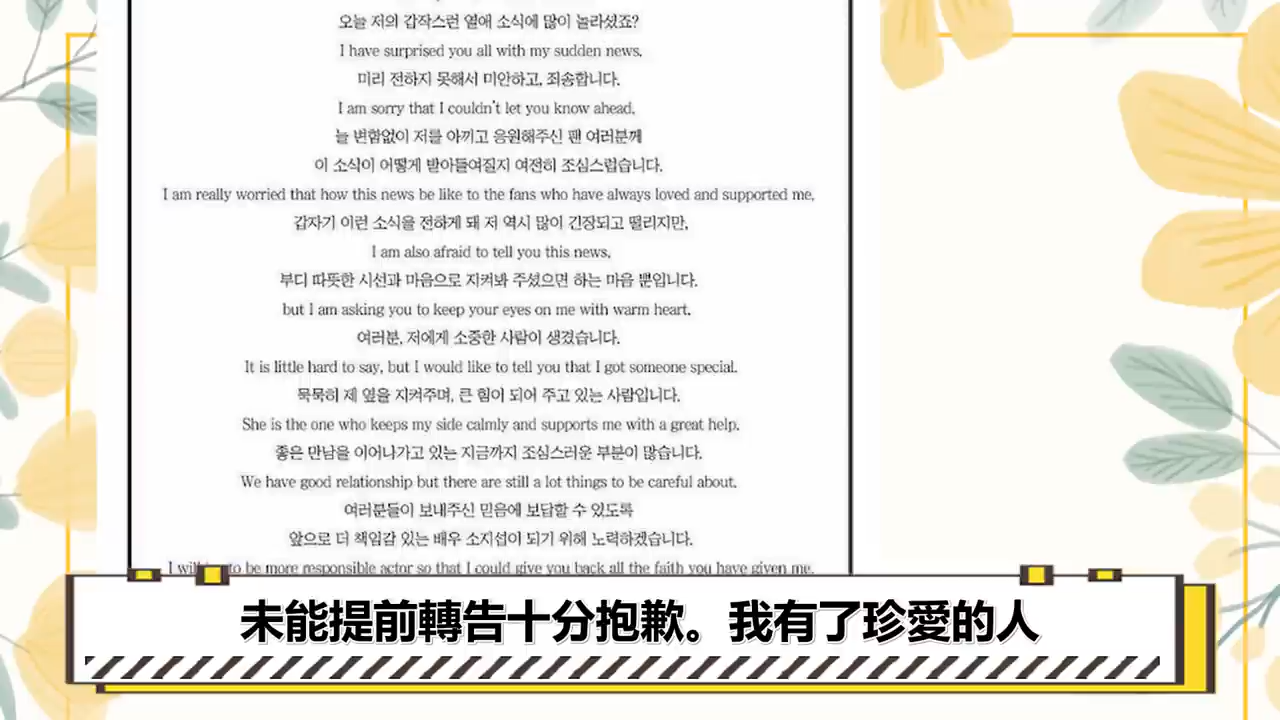 오늘 저의 갑작스런 열애 소식에 많이 놀라셨죠?
I have surprised you all with my sudden news.
미리 전하지 못해서 미안하고, 죄송합니다.
I am sorry that I couldn't let you know ahead.
늘 변함없이 저를 아끼고 응원해주신 팬 여러분께
이 소식이 어떻게 받아들여질지 여전히 조심스럽습니다.
I am really worried that how this news be like to the fans who have always loved and supported me.
갑자기 이런 소식을 전하게 돼 저 역시 많이 긴장되고 떨리지만,
I am also afraid to tell you this news,
부디 따뜻한 시선과 마음으로 지켜봐 주셨으면 하는 마음 뿐입니다.
but I am asking you to keep your eyes on me with warm heart.
여러분, 저에게 소중한 사람이 생겼습니다.
It is little hard to say, but I would like to tell you that I got someone special.
묵묵히 제 옆을 지켜주며, 큰 힘이 되어 주고 있는 사람입니다.
She is the one who keeps my side calmly and supports me with a great help.
좋은 만남을 이어나가고 있는 지금까지 조심스러운 부분이 많습니다.
We have good relationship but there are still a lot things to be careful about.
여러분들이 보내주신 믿음에 보답할 수 있도록
앞으로 더 책임감 있는 배우 소지섭이 되기 위해 노력하겠습니다.
I will to be more responsible actor so that I could give you back all the faith you have given me.
未能提前轉告十分抱歉。我有了珍愛的人